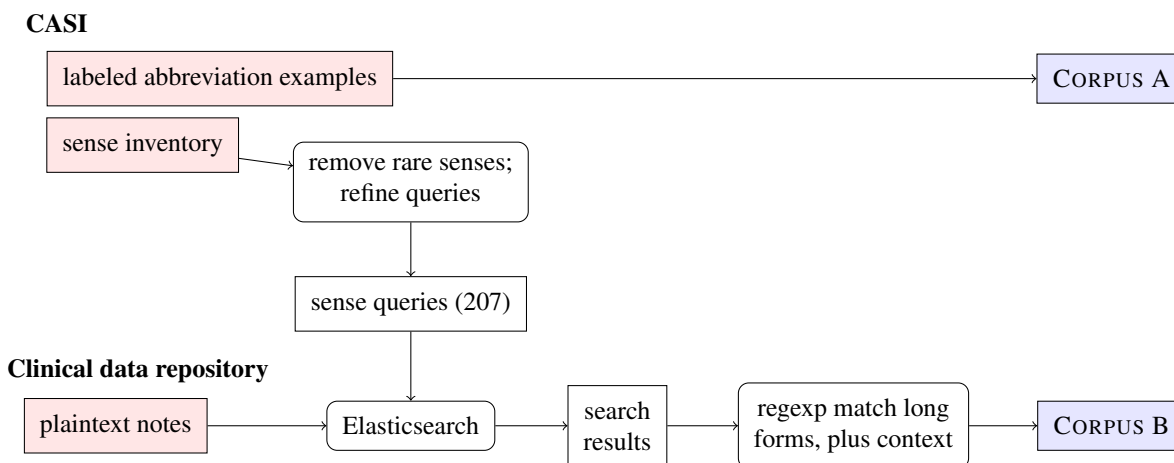 CASI
labeled abbreviation examples
CORPUS A
sense inventory
remove rare senses;
refine queries
sense queries (207)
Clinical data repository
plaintext notes
Elasticsearch
search
results
regexp match long
forms, plus context
CORPUS B